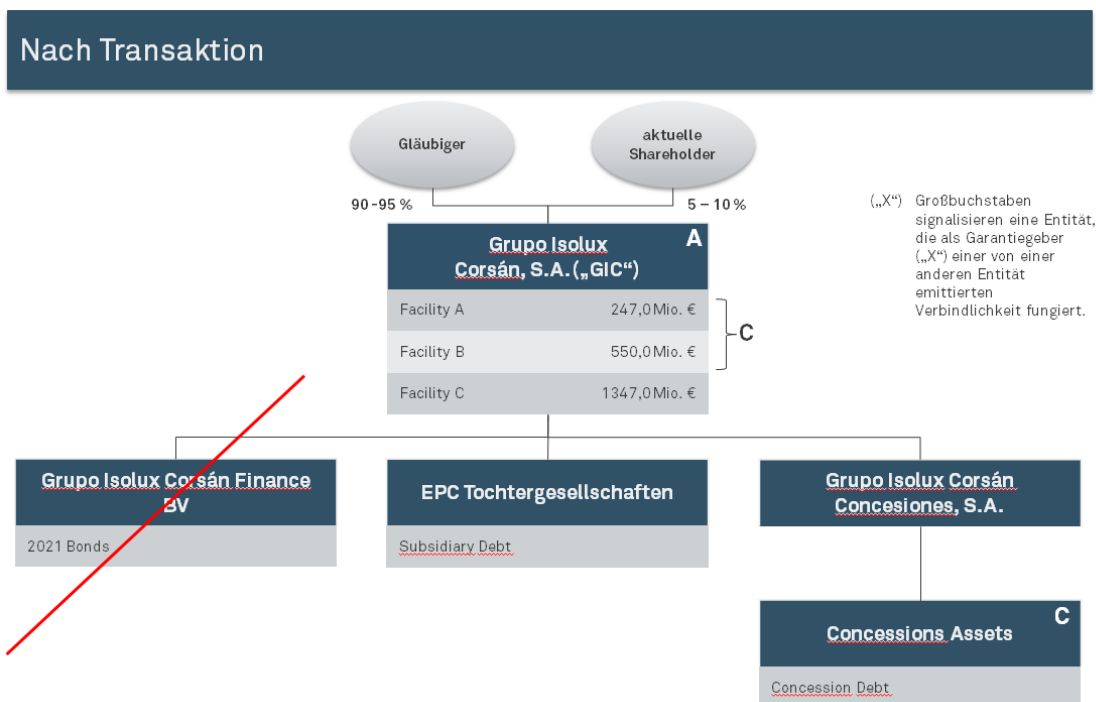 Nach Transaktion
Gläubiger
aktuelle
Shareholder
90-95 %
5 – 10 %
(„X“) Großbuchstaben
signalisieren eine Entität,
die als Garantiegeber
(„X“) einer von einer
anderen Entität
emittierten
Verbindlichkeit fungiert.
Grupo Isolux
Corsán, S.A. („GIC“)
A
Facility A 247,0 Mio. €
Facility B 550,0 Mio. €
C
Facility C 1347,0 Mio. €
Grupo Isolux Corsán Finance
BV
2021 Bonds
EPC Tochtergesellschaften
Subsidiary Debt
Grupo Isolux Corsán
Concesiones, S.A.
Concessions Assets
C
Concession Debt